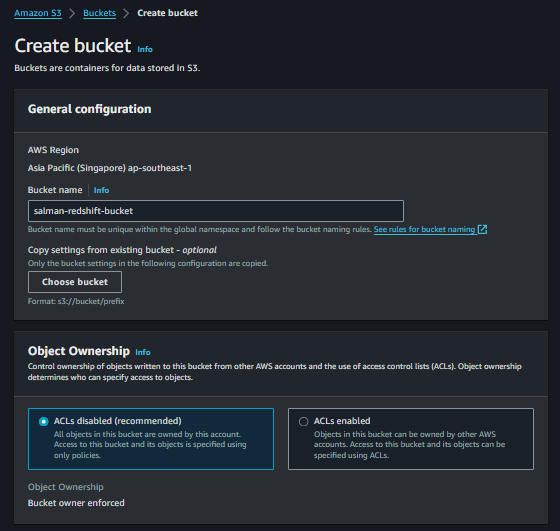 Amazon S3 > Buckets > Create bucket
Create bucket Info
Buckets are containers for data stored in S3.
General configuration
AWS Region
Asia Pacific (Singapore) ap-southeast-1
Bucket name Info
salman-redshift-bucket
Bucket name must be unique within the global namespace and follow the bucket naming rules. See rules for bucket naming
Copy settings from existing bucket - optional
Only the bucket settings in the following configuration are copied.
Choose bucket
Format: s3://bucket/prefix
Object Ownership Info
Control ownership of objects written to this bucket from other AWS accounts and the use of access control lists (ACLs). Object ownership
determines who can specify access to objects.
ACLs disabled (recommended)
All objects in this bucket are owned by this account.
Access to this bucket and its objects is specified using
only policies.
ACLs enabled
Objects in this bucket can be owned by other AWS
accounts. Access to this bucket and its objects can be
specified using ACLs.
Object Ownership
Bucket owner enforced